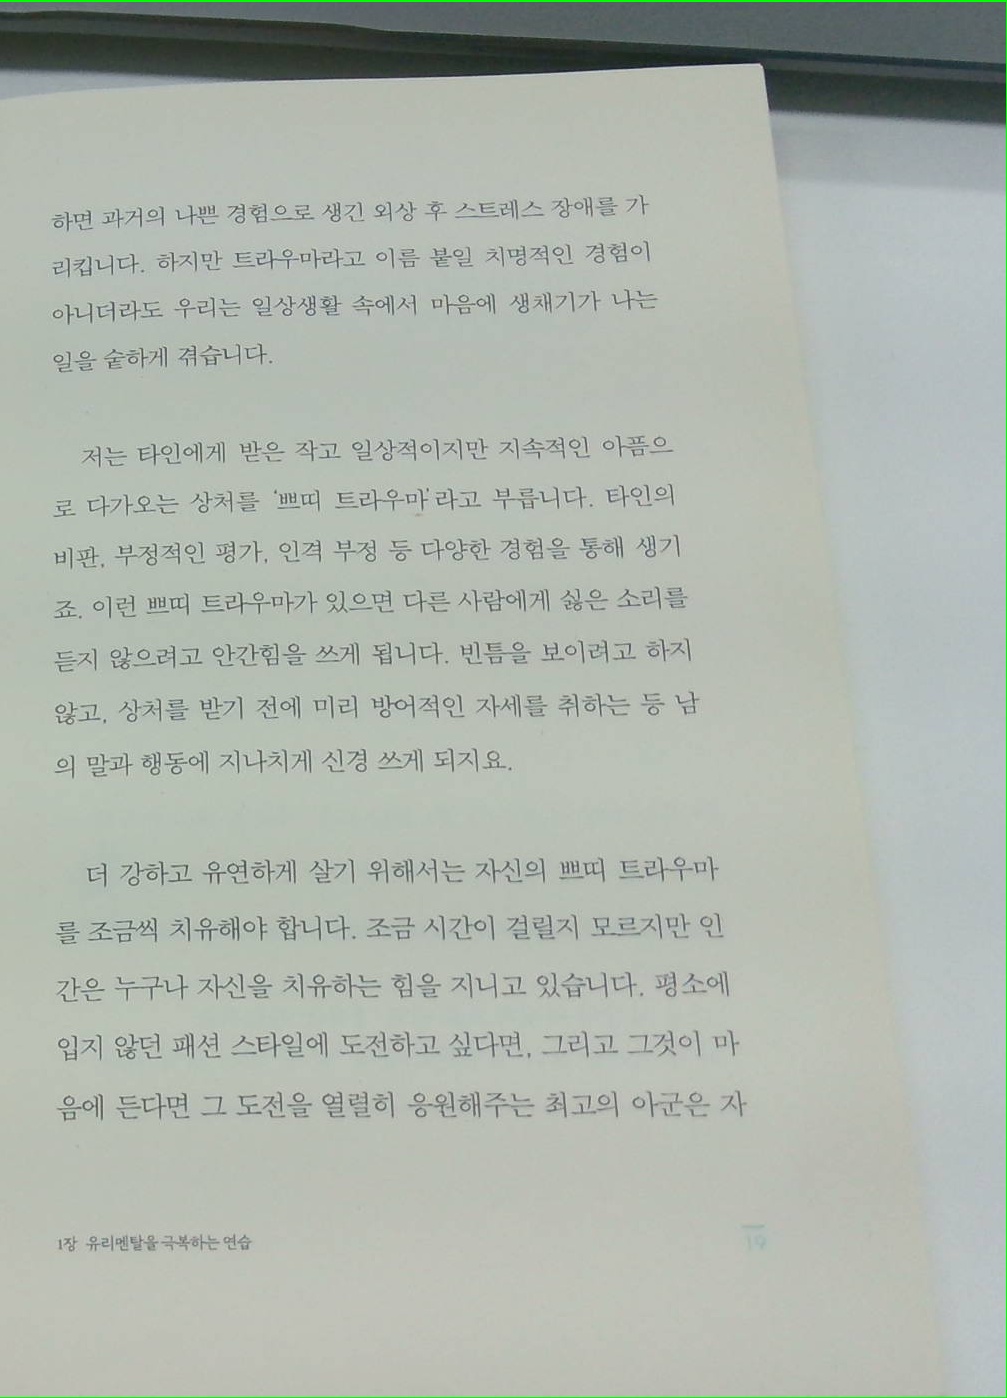 하면 과거의 나쁜 경험으로 생긴 외상 후 스트레스 장애를 가
리킵니다. 하지만 트라우마라고 이름 붙일 치명적인 경험이
아니더라도 우리는 일상생활 속에서 마음에 생채기가 나는
일을 숱하게 겪습니다.
저는 타인에게 받은 작고 일상적이지만 지속적인 아픔으
로 다가오는 상처를 '쁘띠 트라우마'라고 부릅니다. 타인의
비판, 부정적인 평가, 인격 부정 등 다양한 경험을 통해 생기
죠. 이런 쁘띠 트라우마가 있으면 다른 사람에게 싫은 소리를
듣지 않으려고 안간힘을 쓰게 됩니다. 빈틈을 보이려고 하지
않고, 상처를 받기 전에 미리 방어적인 자세를 취하는 등 남
의 말과 행동에 지나치게 신경 쓰게 되지요.
더 강하고 유연하게 살기 위해서는 자신의 쁘띠 트라우마
를 조금씩 치유해야 합니다. 조금 시간이 걸릴지 모르지만 인
간은 누구나 자신을 치유하는 힘을 지니고 있습니다. 평소에
입지 않던 패션 스타일에 도전하고 싶다면, 그리고 그것이 마
음에 든다면 그 도전을 열렬히 응원해주는 최고의 아군은 자
1장 유리멘탈을 극복하는 연습
19